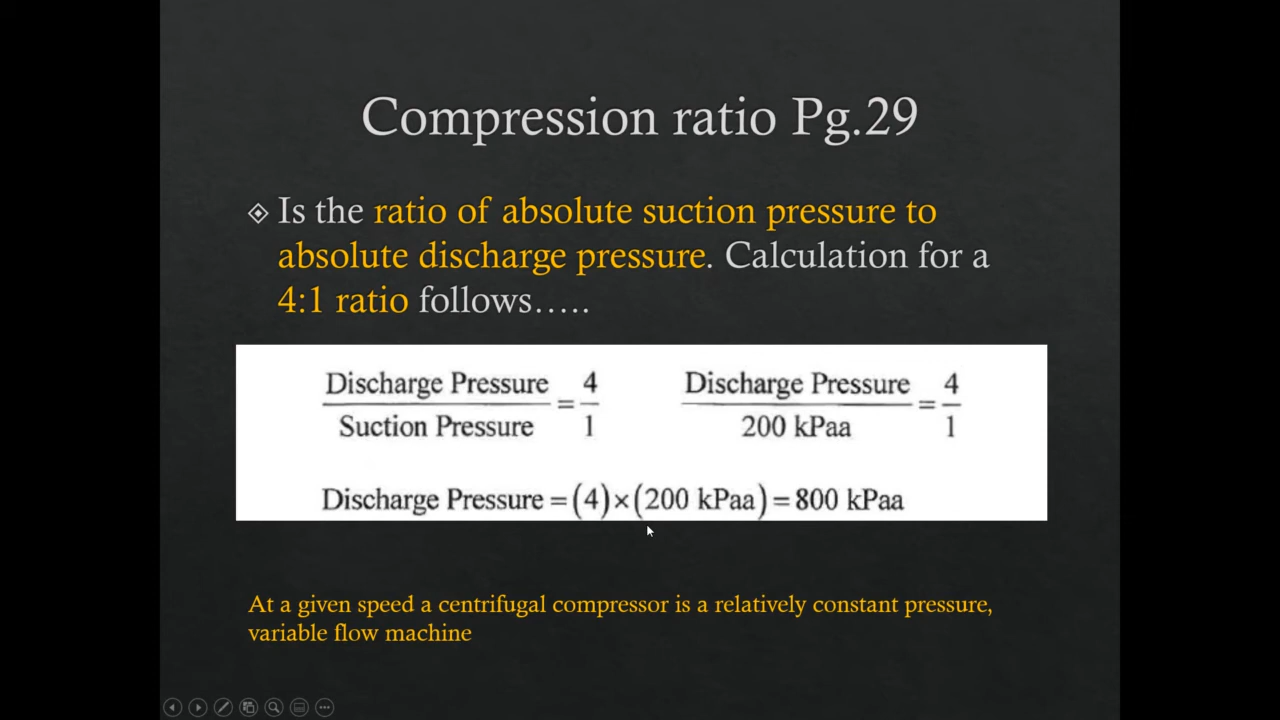 Compression ratio Pg.29
Is the ratio of absolute suction pressure to
absolute discharge pressure. Calculation for a
4:1 ratio follows…..
Discharge Pressure / Suction Pressure = 4 / 1
Discharge Pressure / 200 kPaa = 4 / 1
Discharge Pressure = (4) × (200 kPaa) = 800 kPaa
At a given speed a centrifugal compressor is a relatively constant pressure,
variable flow machine